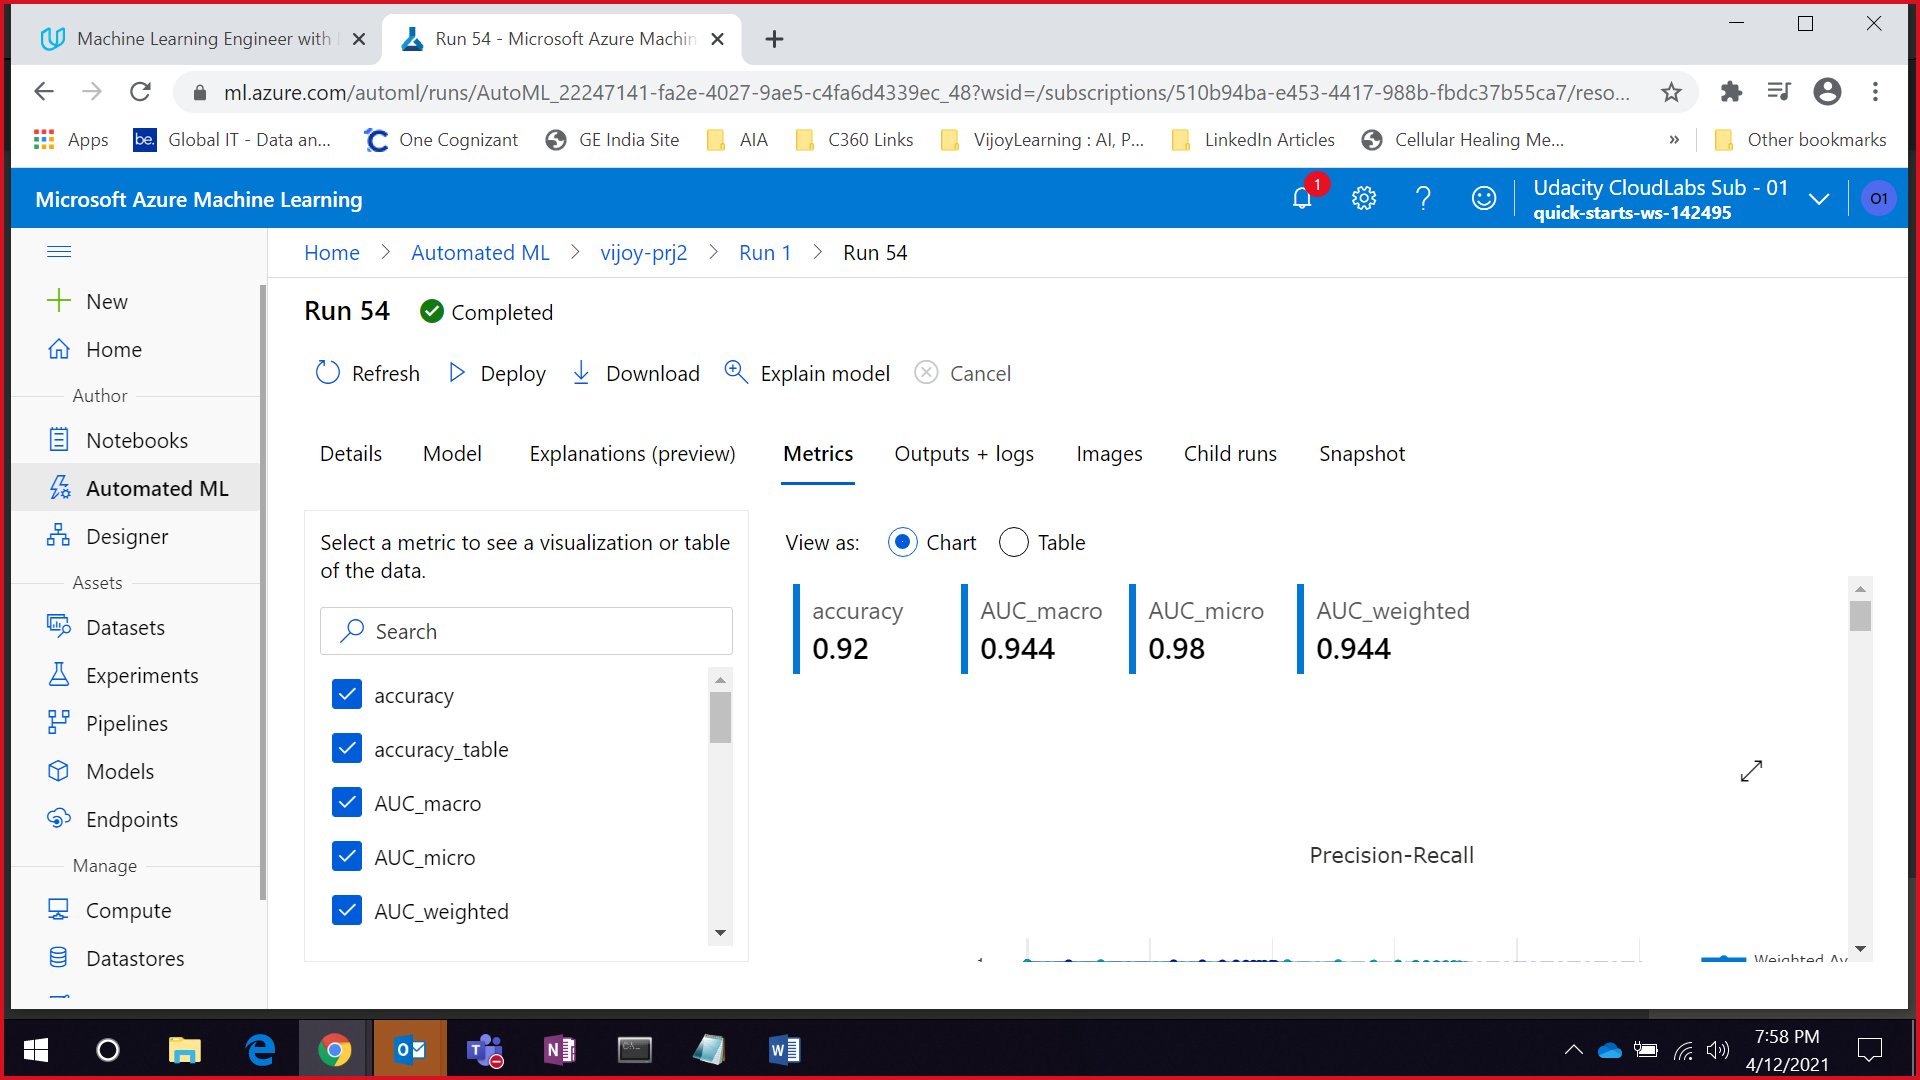 Machine Learning Engineer with
Run 54 - Microsoft Azure Machin
ml.azure.com/automl/runs/AutoML_22247141-fa2e-4027-9ae5-c4fa6d4339ec_48?wsid=/subscriptions/510b94ba-e453-4417-988b-fbdc37b55ca7/reso...
Apps
be.
Global IT - Data an...
One Cognizant
GE India Site
AIA
C360 Links
VijoyLearning : AI, P...
LinkedIn Articles
Cellular Healing Me...
»
Other bookmarks
Microsoft Azure Machine Learning
1
Udacity CloudLabs Sub - 01
quick-starts-ws-142495
O1
Home > Automated ML > vijoy-prj2 > Run 1 > Run 54
New
Home
Author
Notebooks
Automated ML
Designer
Assets
Datasets
Experiments
Pipelines
Models
Endpoints
Manage
Compute
Datastores
Run 54
Completed
Refresh
Deploy
Download
Explain model
Cancel
Details
Model
Explanations (preview)
Metrics
Outputs + logs
Images
Child runs
Snapshot
Select a metric to see a visualization or table
of the data.
Search
accuracy
accuracy_table
AUC_macro
AUC_micro
AUC_weighted
View as:
Chart
Table
accuracy
0.92
AUC_macro
0.944
AUC_micro
0.98
AUC_weighted
0.944
Precision-Recall
Weighted Av
7:58 PM
4/12/2021